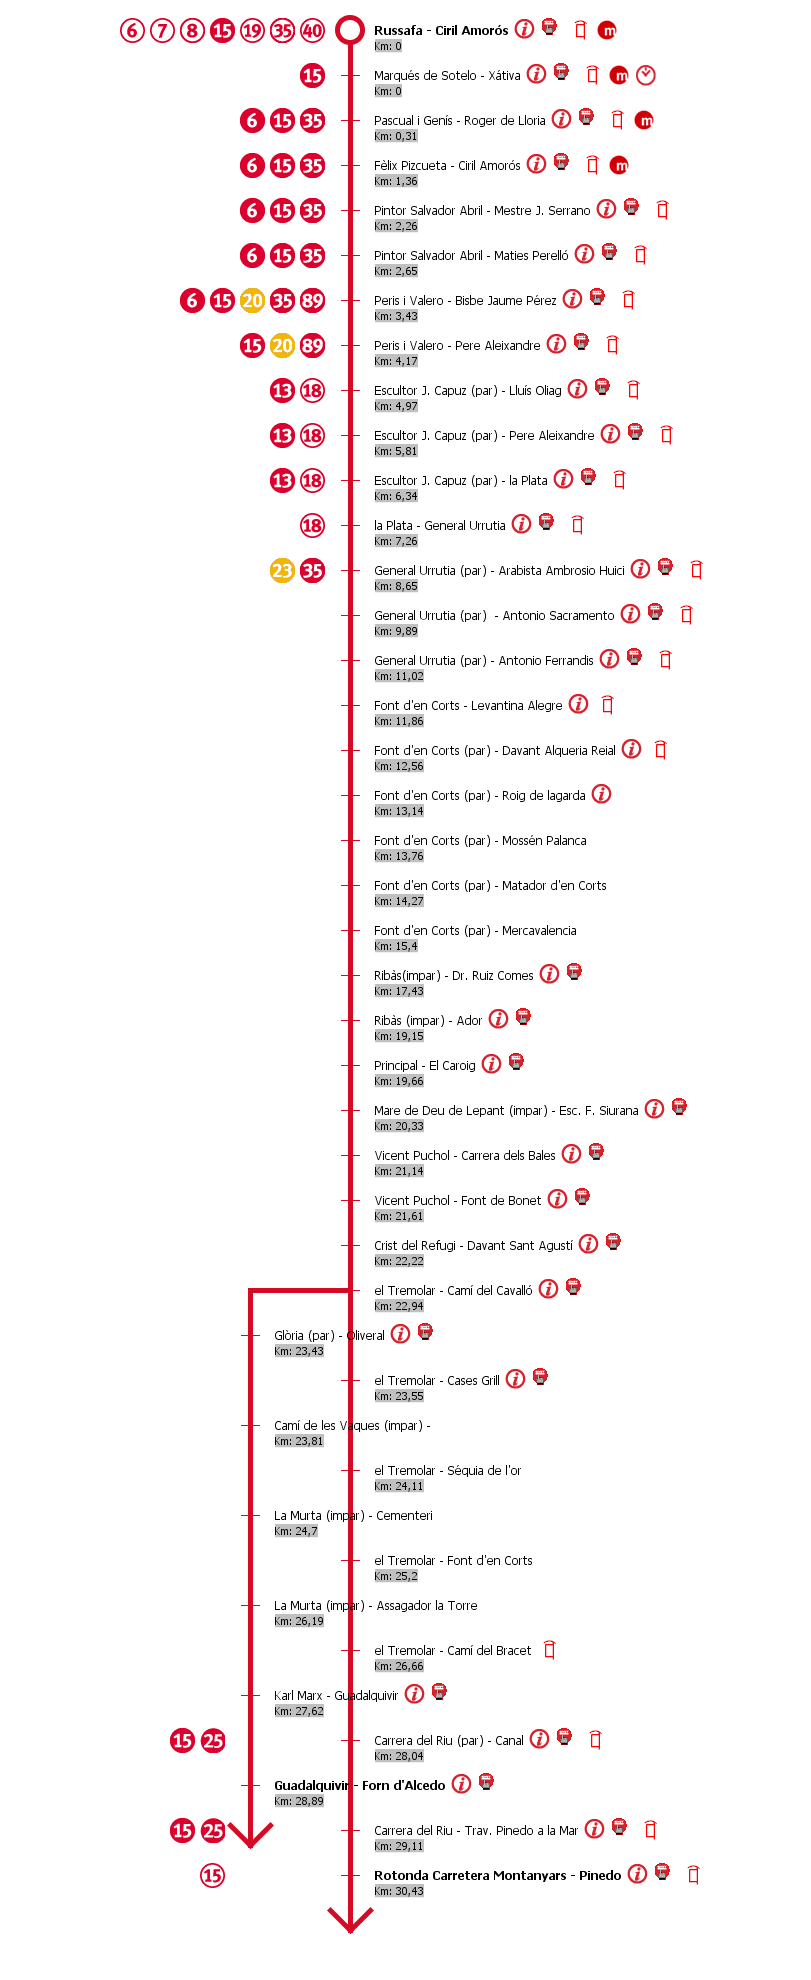 6 7 8 15 19 35 40 Russafa - Ciril Amorós i m
Km: 0
15 Marqués de Sotelo - Xátiva i m
Km: 0
6 15 35 Pascual i Genís - Roger de Lloria i m
Km: 0,31
6 15 35 Fèlix Pizcueta - Ciril Amorós i m
Km: 1,36
6 15 35 Pintor Salvador Abril - Mestre J. Serrano i
Km: 2,26
6 15 35 Pintor Salvador Abril - Maties Perelló i
Km: 2,65
6 15 20 35 89 Peris i Valero - Bisbe Jaume Pérez i
Km: 3,43
15 20 89 Peris i Valero - Pere Aleixandre i
Km: 4,17
13 18 Escultor J. Capuz (par) - Lluís Oliag i
Km: 4,97
13 18 Escultor J. Capuz (par) - Pere Aleixandre i
Km: 5,81
13 18 Escultor J. Capuz (par) - la Plata i
Km: 6,34
18 la Plata - General Urrutia i
Km: 7,26
23 35 General Urrutia (par) - Arabista Ambrosio Huici i
Km: 8,65
General Urrutia (par) - Antonio Sacramento i
Km: 9,89
General Urrutia (par) - Antonio Ferrandis i
Km: 11,02
Font d'en Corts - Levantina Alegre i
Km: 11,86
Font d'en Corts (par) - Davant Alqueria Reial i
Km: 12,56
Font d'en Corts (par) - Roig de lagarda i
Km: 13,14
Font d'en Corts (par) - Mossén Palanca
Km: 13,76
Font d'en Corts (par) - Matador d'en Corts
Km: 14,27
Font d'en Corts (par) - Mercavalencia
Km: 15,4
Ribàs(impar) - Dr. Ruiz Comes i
Km: 17,43
Ribàs (impar) - Ador i
Km: 19,15
Principal - El Caroig i
Km: 19,66
Mare de Deu de Lepant (impar) - Esc. F. Siurana i
Km: 20,33
Vicent Puchol - Carrera dels Bales i
Km: 21,14
Vicent Puchol - Font de Bonet i
Km: 21,61
Crist del Refugi - Davant Sant Agustí i
Km: 22,22
el Tremolar - Camí del Cavalló i
Km: 22,94
Glòria (par) - Oliveral i
Km: 23,43
el Tremolar - Cases Grill i
Km: 23,55
Camí de les Vaques (impar) -
Km: 23,81
el Tremolar - Séquia de l'or
Km: 24,11
La Murta (impar) - Cementeri
Km: 24,7
el Tremolar - Font d'en Corts
Km: 25,2
La Murta (impar) - Assagador la Torre
Km: 26,19
el Tremolar - Camí del Bracet
Km: 26,66
Karl Marx - Guadalquivir i
Km: 27,62
15 25 Carrera del Riu (par) - Canal i
Km: 28,04
Guadalquivir - Forn d'Alcedo i
Km: 28,89
15 25 Carrera del Riu - Trav. Pinedo a la Mar i
Km: 29,11
15 Rotonda Carretera Montanyars - Pinedo i
Km: 30,43